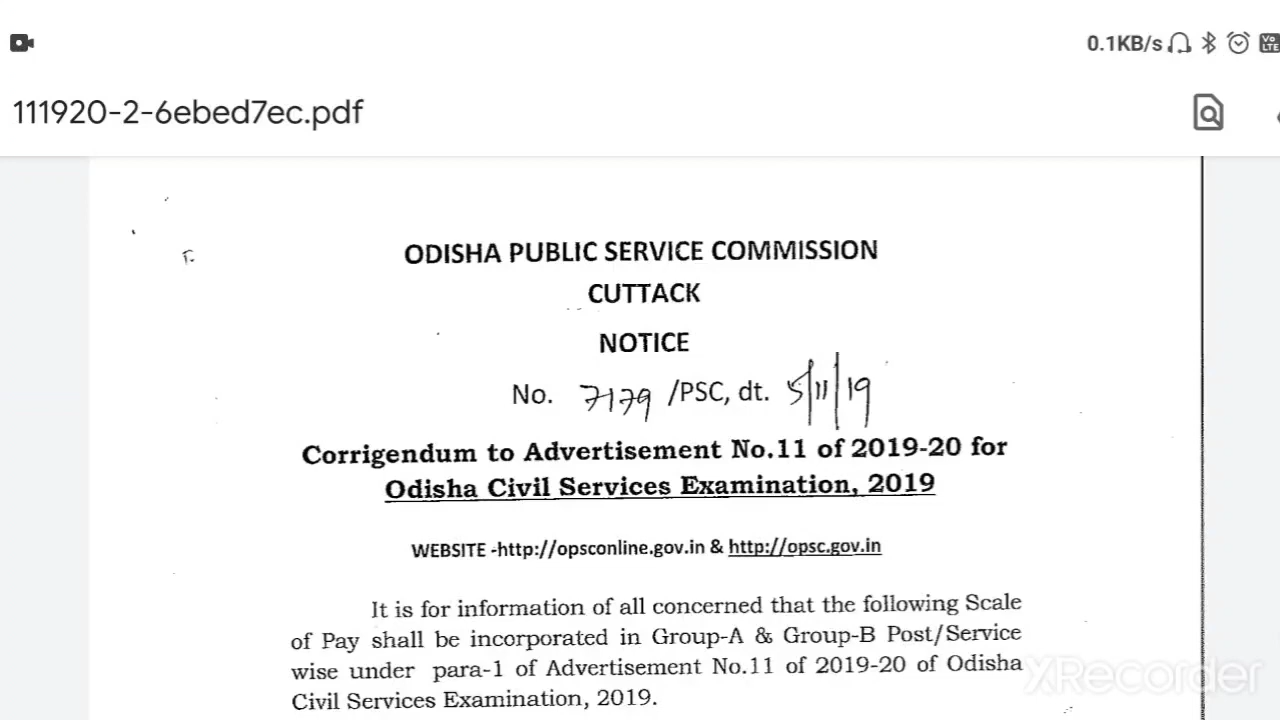 0.1KB/s
Vo LTE
111920-2-6ebed7ec.pdf
ODISHA PUBLIC SERVICE COMMISSION
CUTTACK
NOTICE
No. 7179 /PSC, dt. 5/11/19
Corrigendum to Advertisement No.11 of 2019-20 for
Odisha Civil Services Examination, 2019
WEBSITE -http://opsconline.gov.in & http://opsc.gov.in
It is for information of all concerned that the following Scale
of Pay shall be incorporated in Group-A & Group-B Post/Service
wise under para-1 of Advertisement No.11 of 2019-20 of Odisha
Civil Services Examination, 2019.
XRecorder